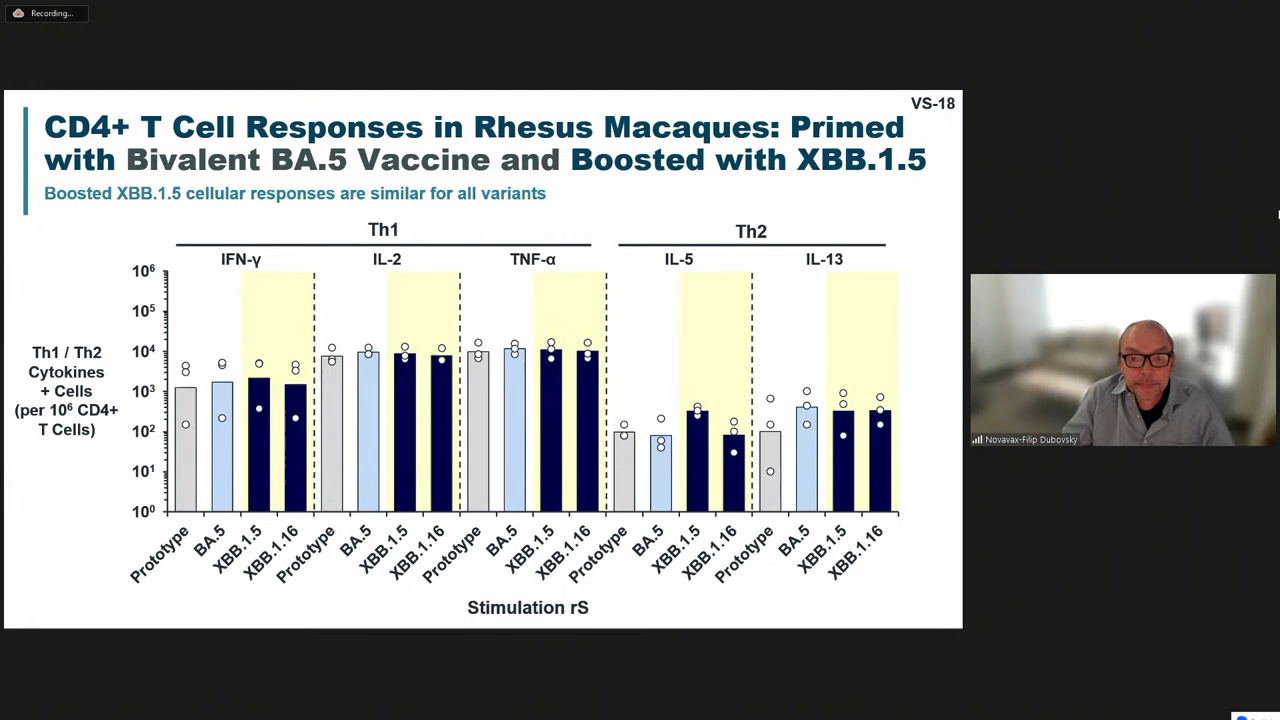 Recording...
VS-18
CD4+ T Cell Responses in Rhesus Macaques: Primed
with Bivalent BA.5 Vaccine and Boosted with XBB.1.5
Boosted XBB.1.5 cellular responses are similar for all variants
Th1
Th2
IFN-γ
IL-2
TNF-α
IL-5
IL-13
10⁶
10⁵
10⁴
10³
10²
10¹
10⁰
Th1 / Th2
Cytokines
+ Cells
(per 10⁶ CD4+
T Cells)
Prototype
BA.5
XBB.1.5
XBB.1.16
Prototype
BA.5
XBB.1.5
XBB.1.16
Prototype
BA.5
XBB.1.5
XBB.1.16
Prototype
BA.5
XBB.1.5
XBB.1.16
Prototype
BA.5
XBB.1.5
XBB.1.16
Stimulation rS
Novavax-Filip Dubovsky